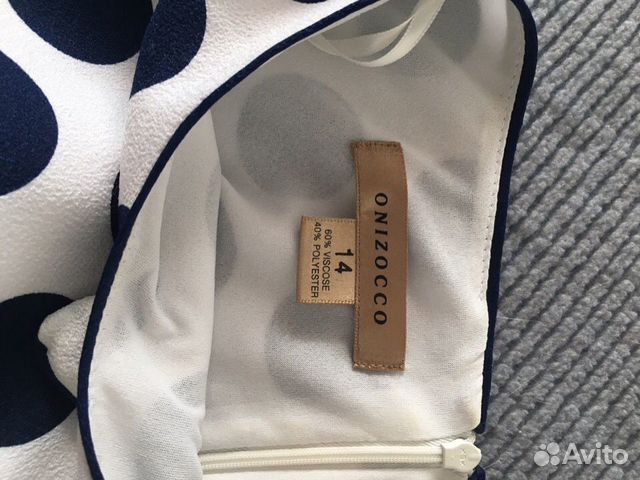 ONIZOCCO
14
60% VISCOSE
40% POLYESTER
Avito